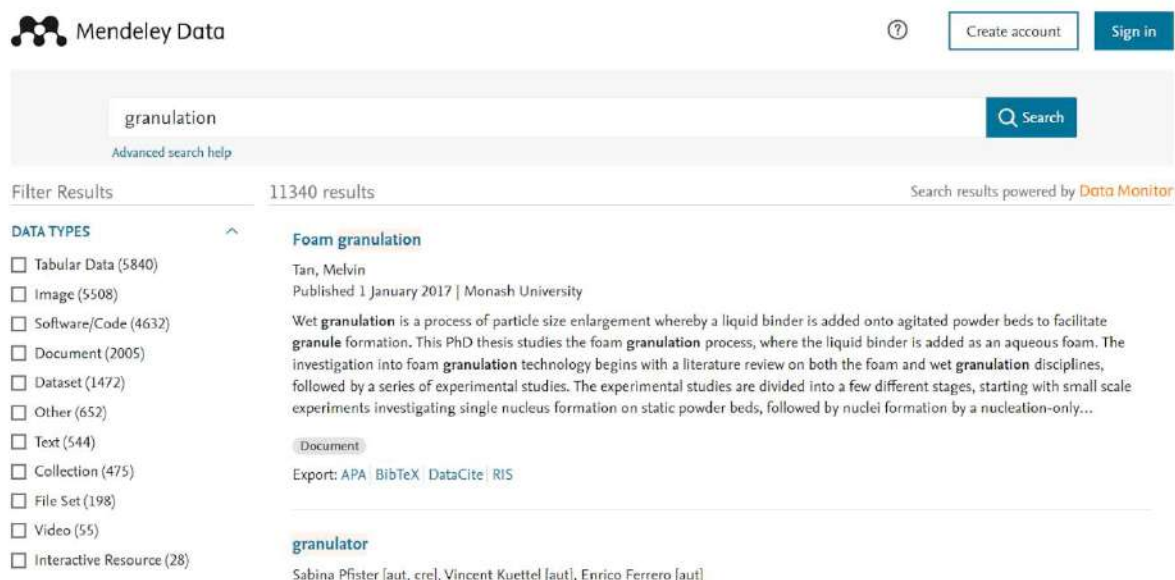 Mendeley Data
Create account
Sign in
granulation
Search
Advanced search help
Filter Results
11340 results
Search results powered by Data Monitor
DATA TYPES
Tabular Data (5840)
Image (5508)
Software/Code (4632)
Document (2005)
Dataset (1472)
Other (652)
Text (544)
Collection (475)
File Set (198)
Video (55)
Interactive Resource (28)
Foam granulation
Tan, Melvin
Published 1 January 2017 | Monash University
Wet granulation is a process of particle size enlargement whereby a liquid binder is added onto agitated powder beds to facilitate
granule formation. This PhD thesis studies the foam granulation process, where the liquid binder is added as an aqueous foam. The
investigation into foam granulation technology begins with a literature review on both the foam and wet granulation disciplines,
followed by a series of experimental studies. The experimental studies are divided into a few different stages, starting with small scale
experiments investigating single nucleus formation on static powder beds, followed by nuclei formation by a nucleation-only...
Document
Export: APA | BibTeX | DataCite | RIS
granulator
Sabina Pfister [aut, cre], Vincent Kuettel [aut], Enrico Ferrero [aut]